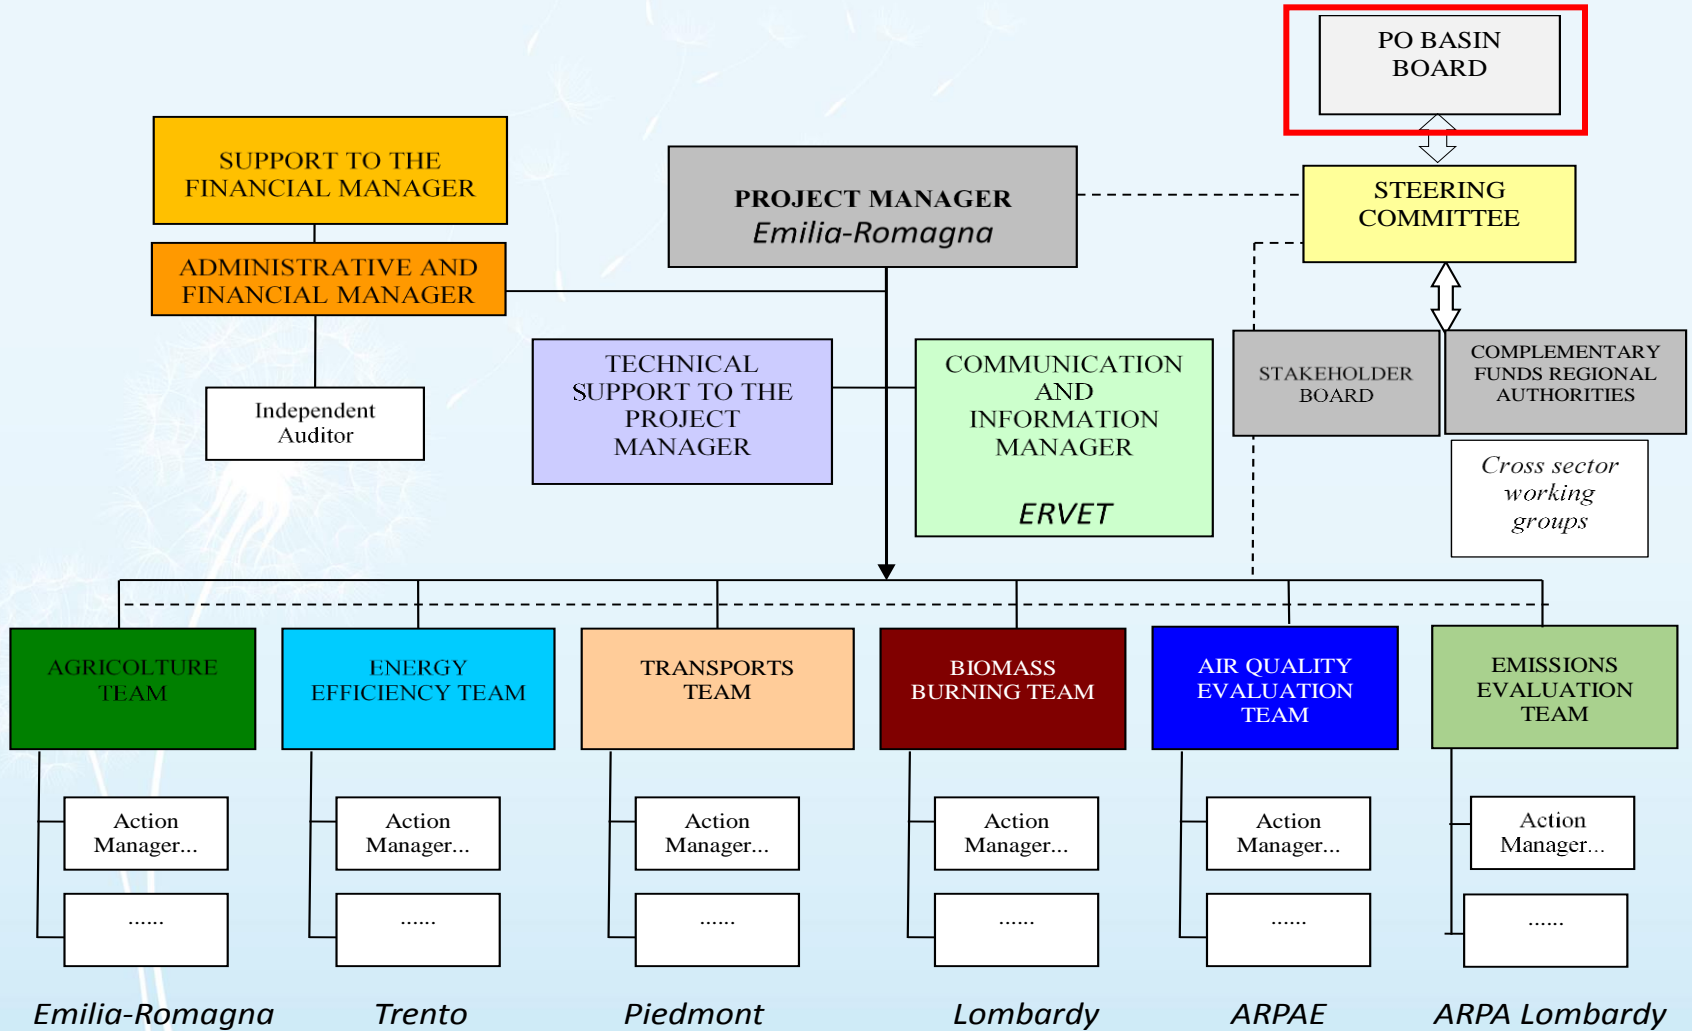 PO BASIN
BOARD
SUPPORT TO THE
FINANCIAL MANAGER
PROJECT MANAGER
Emilia-Romagna
STEERING
COMMITTEE
ADMINISTRATIVE AND
FINANCIAL MANAGER
TECHNICAL
SUPPORT TO THE
PROJECT
MANAGER
COMMUNICATION
AND
INFORMATION
MANAGER
ERVET
STAKEHOLDER
BOARD
COMPLEMENTARY
FUNDS REGIONAL
AUTHORITIES
Independent
Auditor
Cross sector
working
groups
AGRICOLTURE
TEAM
ENERGY
EFFICIENCY TEAM
TRANSPORTS
TEAM
BIOMASS
BURNING TEAM
AIR QUALITY
EVALUATION
TEAM
EMISSIONS
EVALUATION
TEAM
Action
Manager...
Action
Manager...
Action
Manager...
Action
Manager...
Action
Manager...
Action
Manager...
......
......
......
......
......
......
Emilia-Romagna
Trento
Piedmont
Lombardy
ARPAE
ARPA Lombardy